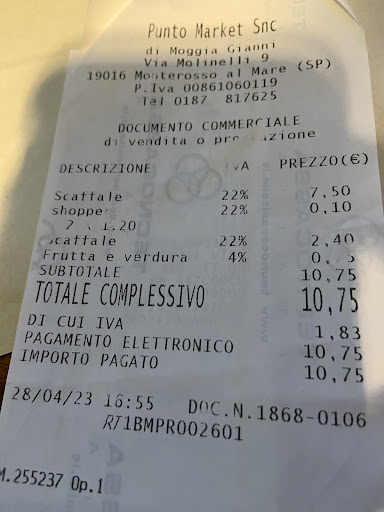 Punto Market Snc
di Moggia Gianni
Via Molinelli 9
19016 Monterosso al Mare (SP)
P.Iva 00861060119
Tel 0187 817625
DOCUMENTO COMMERCIALE
di vendita o
DESCRIZIONE IVA PREZZO(€)
Scaffale 22% 7,50
shopper 22% 0,10
2 x 1.20
Scaffale 22% 2,40
Frutta e verdura 4%
SUBTOTALE 10,75
TOTALE COMPLESSIVO 10,75
DI CUI IVA 1,83
PAGAMENTO ELETTRONICO 10,75
IMPORTO PAGATO 10,75
28/04/23 16:55 DOC.N.1868-0106
RT1BMPR002601
M.255237 Op.1